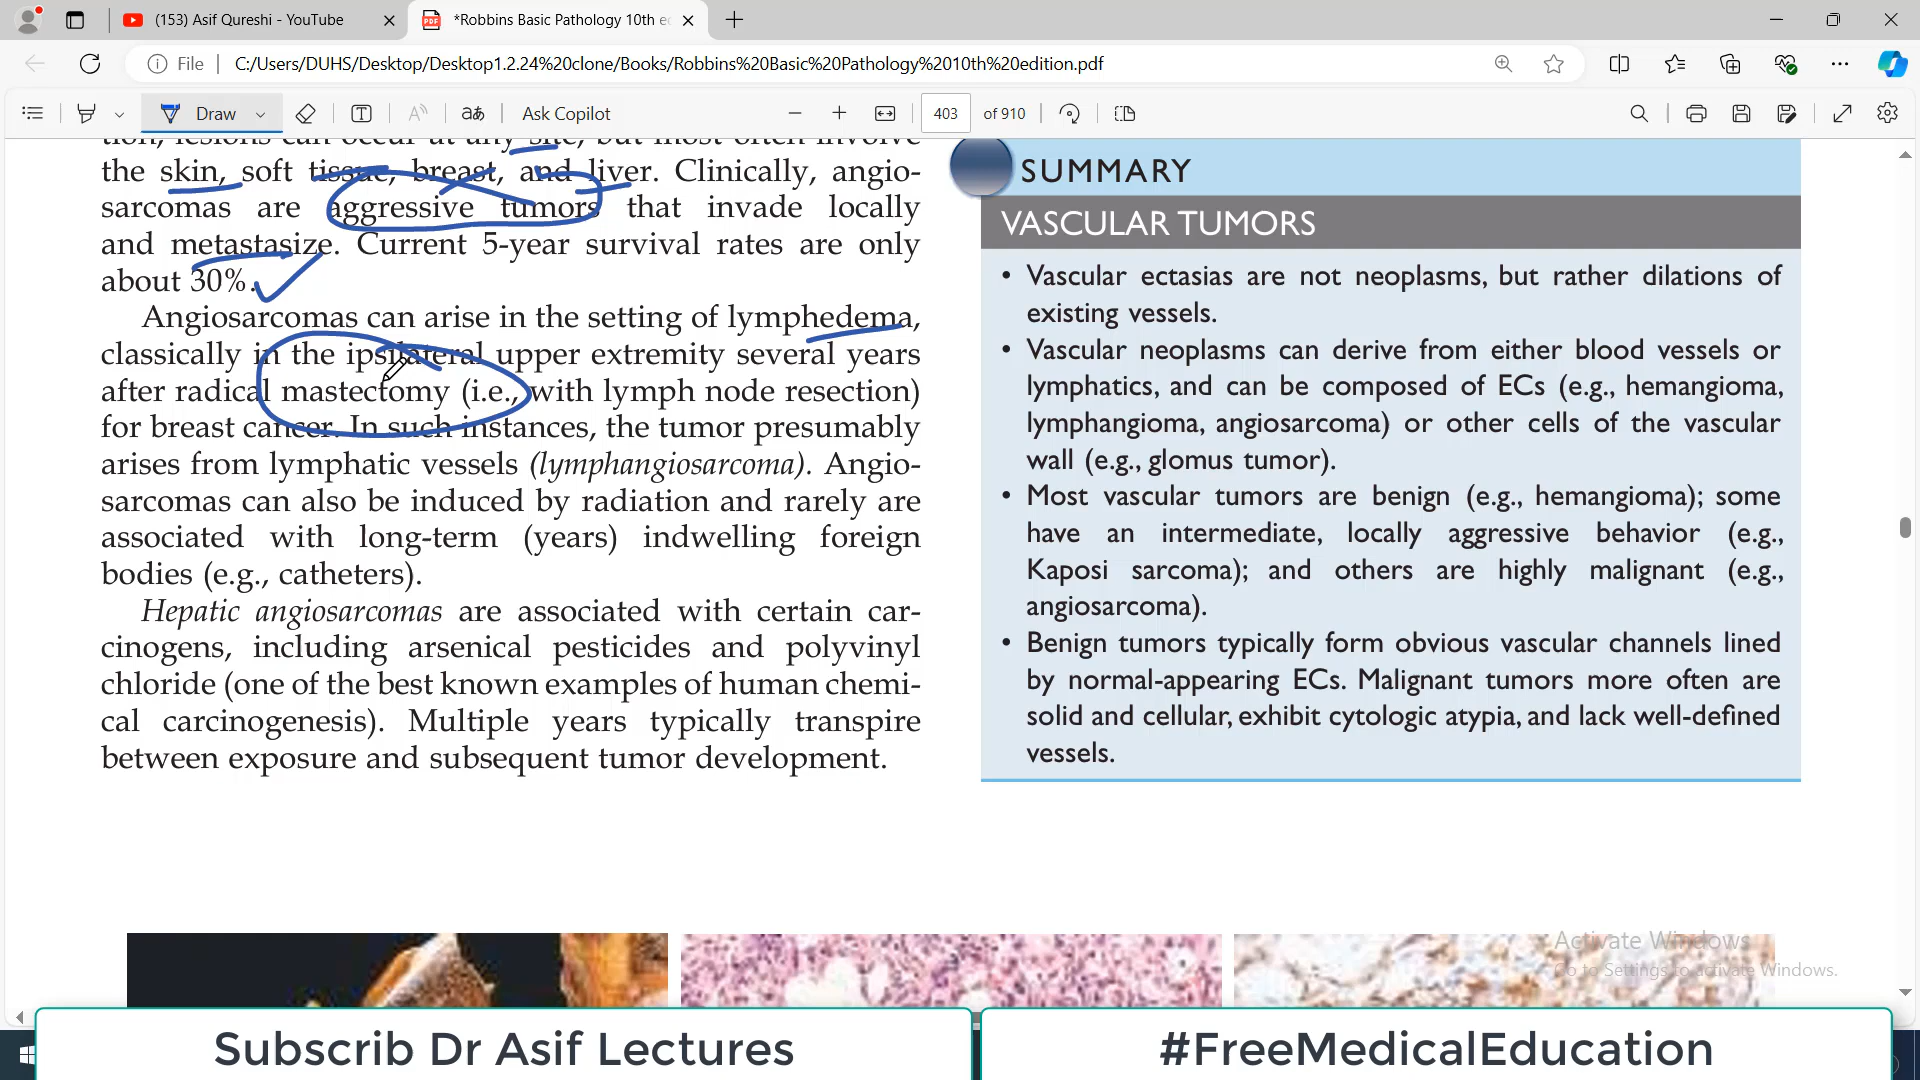 (153) Asif Qureshi - YouTube
*Robbins Basic Pathology 10th e
File
C:/Users/DUHS/Desktop/Desktop1.2.24%20clone/Books/Robbins%20Basic%20Pathology%2010th%20edition.pdf
Draw
Ask Copilot
403 of 910
tion, lesions can occur at any site, but most often involve
the skin, soft tissue, breast, and liver. Clinically, angio-
sarcomas are aggressive tumors that invade locally
and metastasize. Current 5-year survival rates are only
about 30%.
Angiosarcomas can arise in the setting of lymphedema,
classically in the ipsilateral upper extremity several years
after radical mastectomy (i.e., with lymph node resection)
for breast cancer. In such instances, the tumor presumably
arises from lymphatic vessels (lymphangiosarcoma). Angio-
sarcomas can also be induced by radiation and rarely are
associated with long-term (years) indwelling foreign
bodies (e.g., catheters).
Hepatic angiosarcomas are associated with certain car-
cinogens, including arsenical pesticides and polyvinyl
chloride (one of the best known examples of human chemi-
cal carcinogenesis). Multiple years typically transpire
between exposure and subsequent tumor development.
SUMMARY
VASCULAR TUMORS
• Vascular ectasias are not neoplasms, but rather dilations of
existing vessels.
• Vascular neoplasms can derive from either blood vessels or
lymphatics, and can be composed of ECs (e.g., hemangioma,
lymphangioma, angiosarcoma) or other cells of the vascular
wall (e.g., glomus tumor).
• Most vascular tumors are benign (e.g., hemangioma); some
have an intermediate, locally aggressive behavior (e.g.,
Kaposi sarcoma); and others are highly malignant (e.g.,
angiosarcoma).
• Benign tumors typically form obvious vascular channels lined
by normal-appearing ECs. Malignant tumors more often are
solid and cellular, exhibit cytologic atypia, and lack well-defined
vessels.
Activate Windows
Go to Settings to activate Windows.
Subscrib Dr Asif Lectures
#FreeMedicalEducation